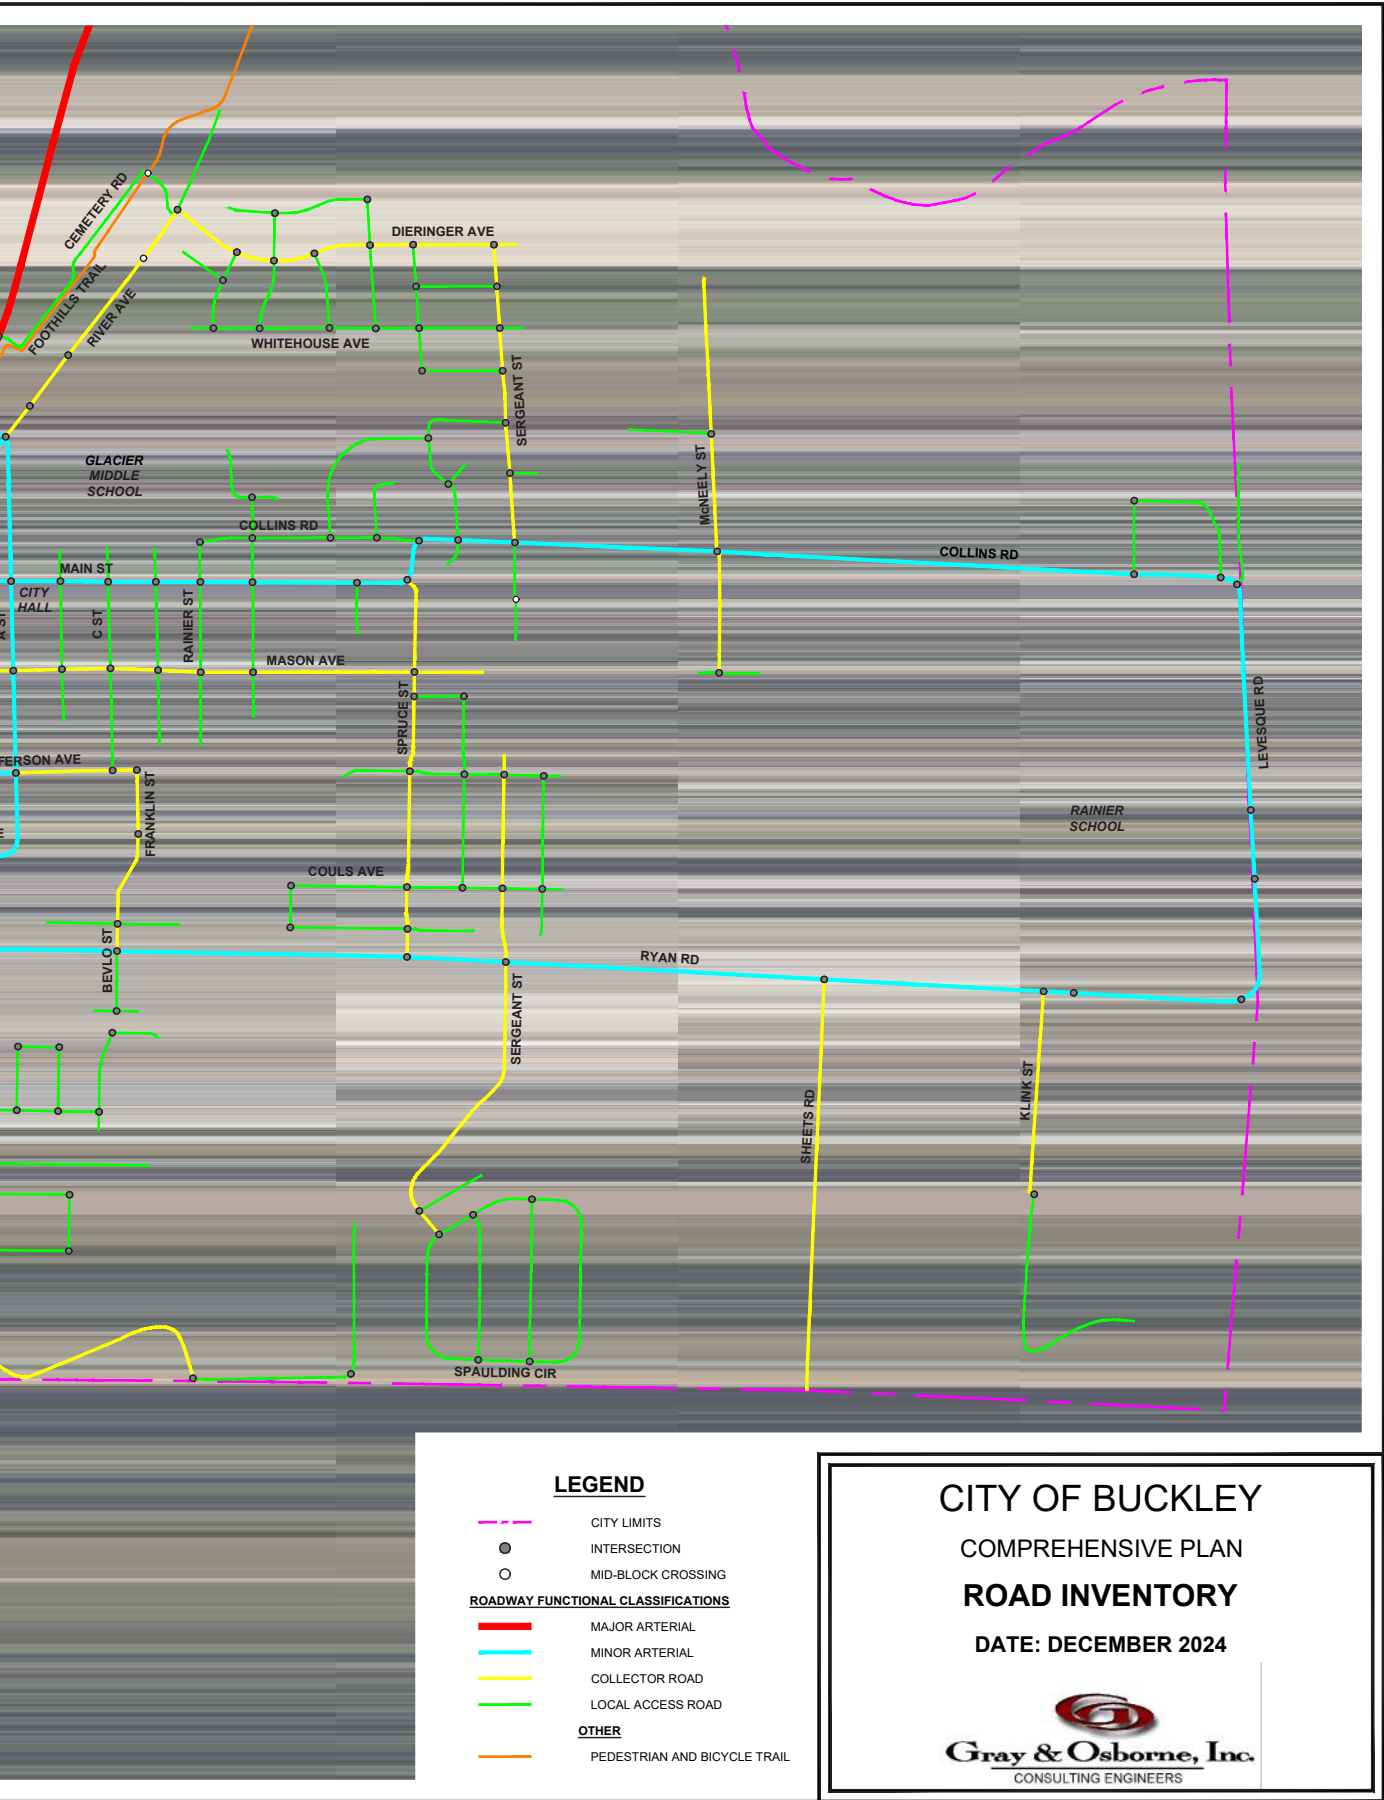 CEMETERY RD
FOOTHILLS TRAIL
RIVER AVE
DIERINGER AVE
WHITEHOUSE AVE
SERGEANT ST
GLACIER
MIDDLE
SCHOOL
McNEELY ST
COLLINS RD
COLLINS RD
MAIN ST
CITY
HALL
A ST
C ST
RAINIER ST
MASON AVE
SPRUCE ST
LEVESQUE RD
FERSON AVE
FRANKLIN ST
RAINIER
SCHOOL
E
COULS AVE
BEVLO ST
RYAN RD
SERGEANT ST
SHEETS RD
KLINK ST
SPAULDING CIR
LEGEND
CITY LIMITS
INTERSECTION
MID-BLOCK CROSSING
ROADWAY FUNCTIONAL CLASSIFICATIONS
MAJOR ARTERIAL
MINOR ARTERIAL
COLLECTOR ROAD
LOCAL ACCESS ROAD
OTHER
PEDESTRIAN AND BICYCLE TRAIL
CITY OF BUCKLEY
COMPREHENSIVE PLAN
ROAD INVENTORY
DATE: DECEMBER 2024
Gray & Osborne, Inc.
CONSULTING ENGINEERS